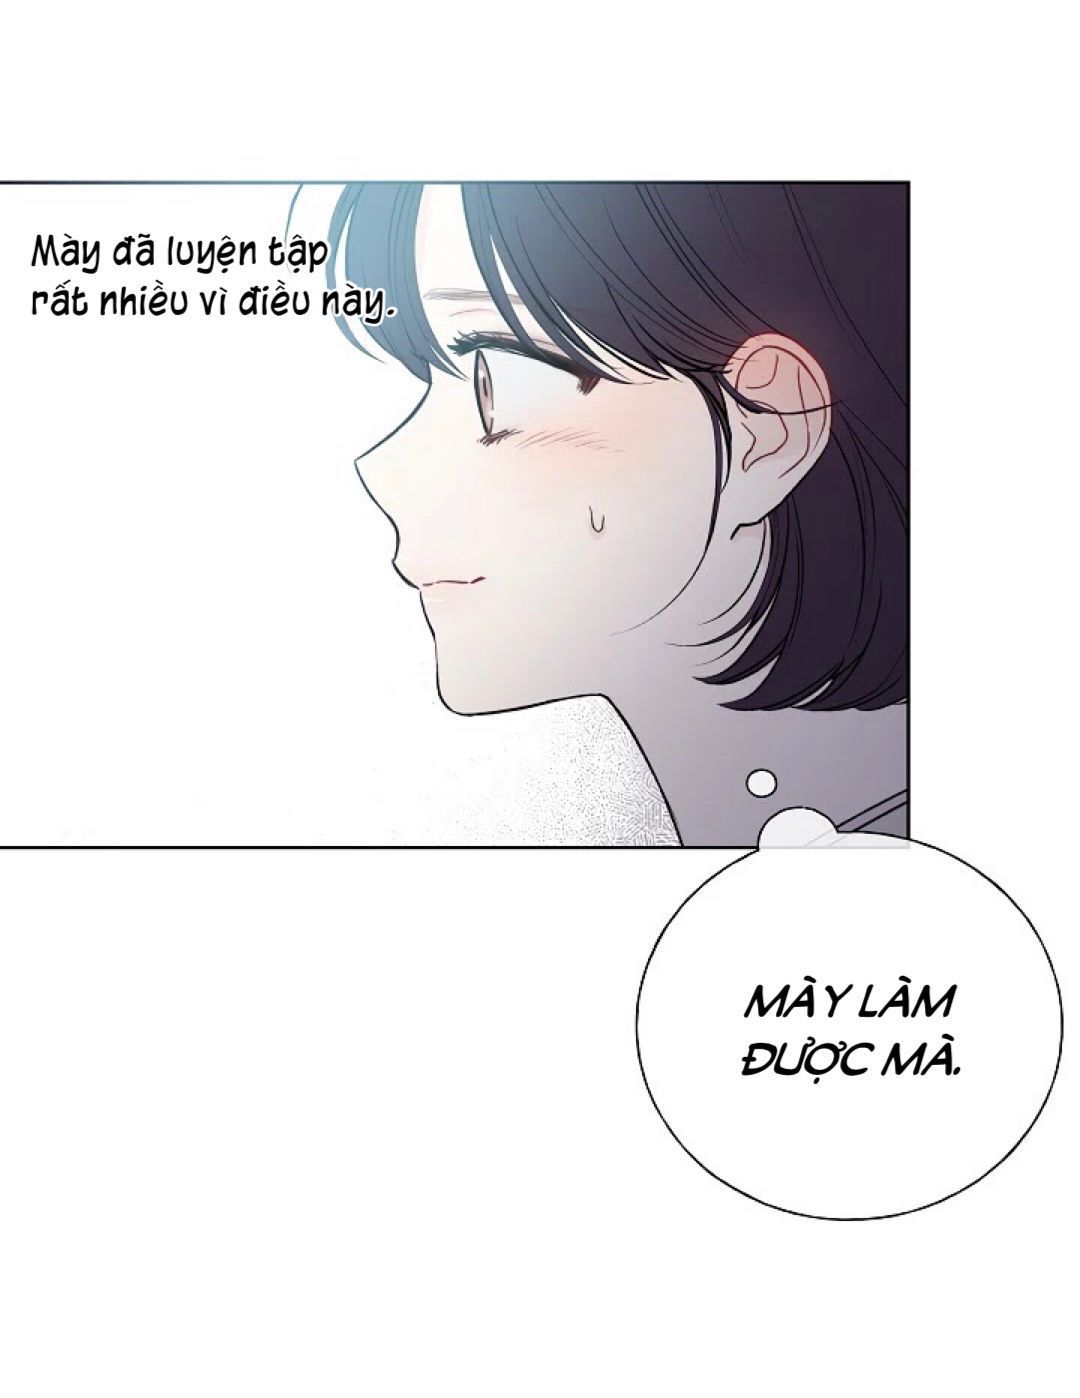 Mày đã luyện tập
rất nhiều vì điều này.
MÀY LÀM
ĐƯỢC MÀ.